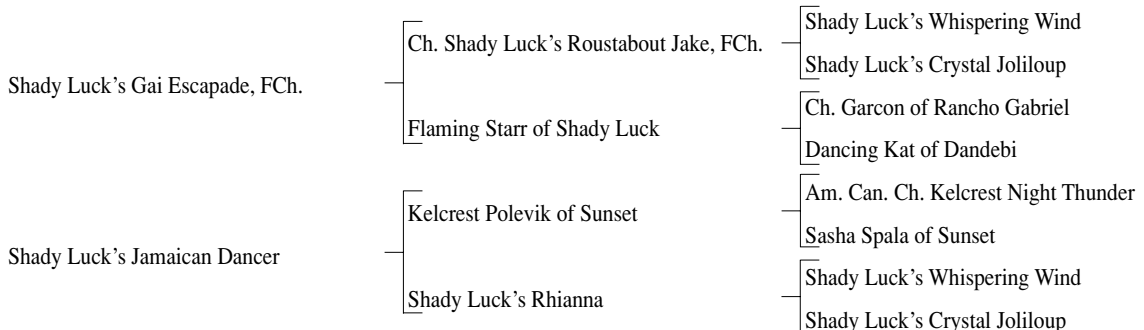 Shady Luck’s Whispering Wind
Ch. Shady Luck’s Roustabout Jake, FCh.
Shady Luck’s Crystal Joliloup
Shady Luck’s Gai Escapade, FCh.
Ch. Garcon of Rancho Gabriel
Flaming Starr of Shady Luck
Dancing Kat of Dandebi
Am. Can. Ch. Kelcrest Night Thunder
Kelcrest Polevik of Sunset
Sasha Spala of Sunset
Shady Luck’s Jamaican Dancer
Shady Luck’s Whispering Wind
Shady Luck’s Rhianna
Shady Luck’s Crystal Joliloup